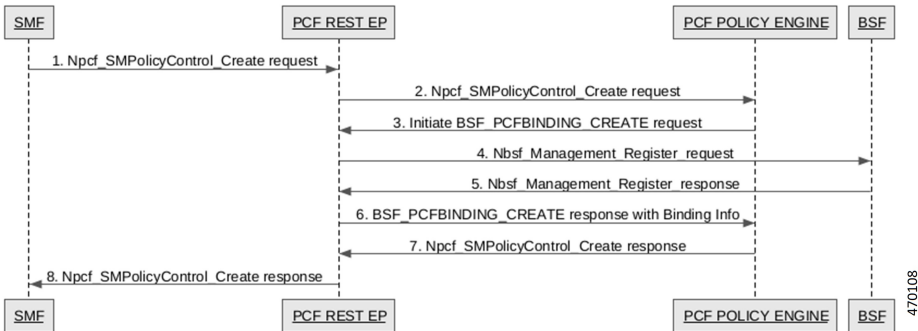 SMF PCF REST EP PCF POLICY ENGINE BSF
1. Npcf_SMPolicyControl_Create request
2. Npcf_SMPolicyControl_Create request
3. Initiate BSF_PCFBINDING_CREATE request
4. Nbsf_Management_Register_request
5. Nbsf_Management_Register_response
6. BSF_PCFBINDING_CREATE response with Binding Info
7. Npcf_SMPolicyControl_Create response
8. Npcf_SMPolicyControl_Create response
SMF PCF REST EP PCF POLICY ENGINE BSF
470108